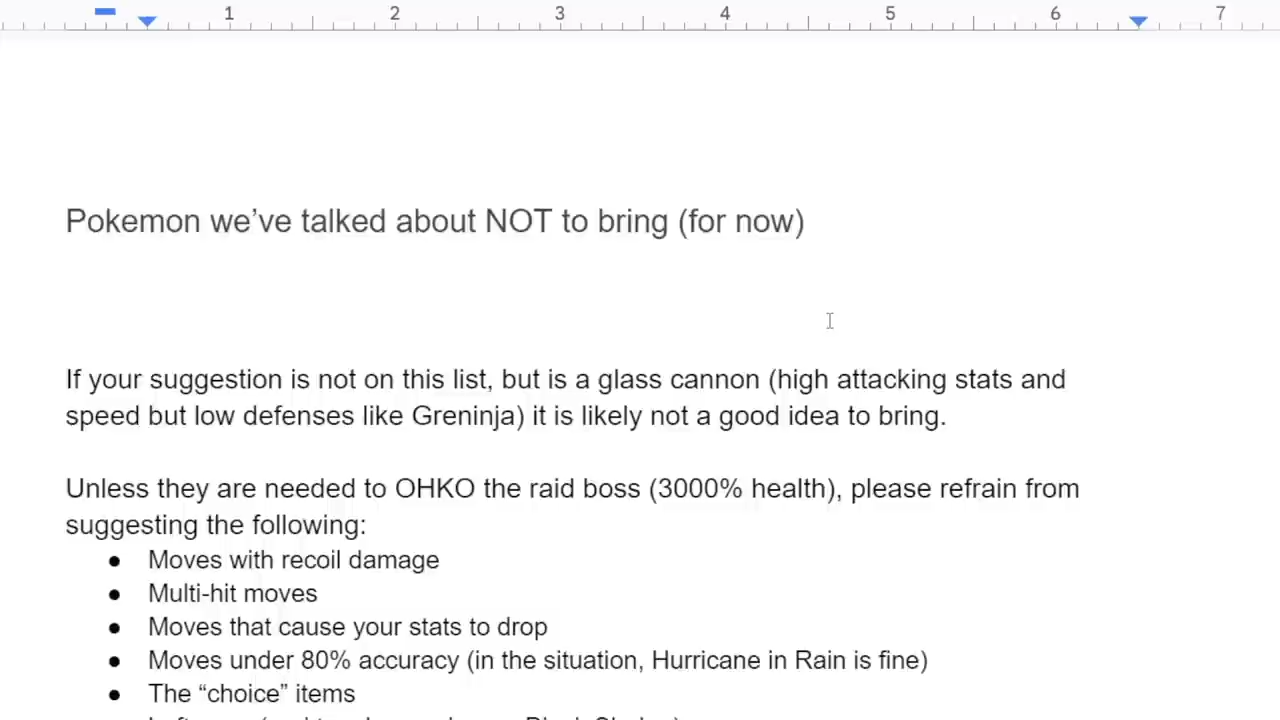 1 2 3 4 5 6 7
Pokemon we’ve talked about NOT to bring (for now)
If your suggestion is not on this list, but is a glass cannon (high attacking stats and
speed but low defenses like Greninja) it is likely not a good idea to bring.
Unless they are needed to OHKO the raid boss (3000% health), please refrain from
suggesting the following:
● Moves with recoil damage
● Multi-hit moves
● Moves that cause your stats to drop
● Moves under 80% accuracy (in the situation, Hurricane in Rain is fine)
● The “choice” items